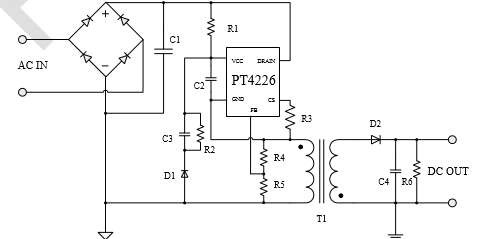 R1
C1
VCC DRAIN
AC IN
PT4226
C2
GND CS
FB
R3
C3
R2
D2
R4
D1
R5
C4 R6
DC OUT
T1